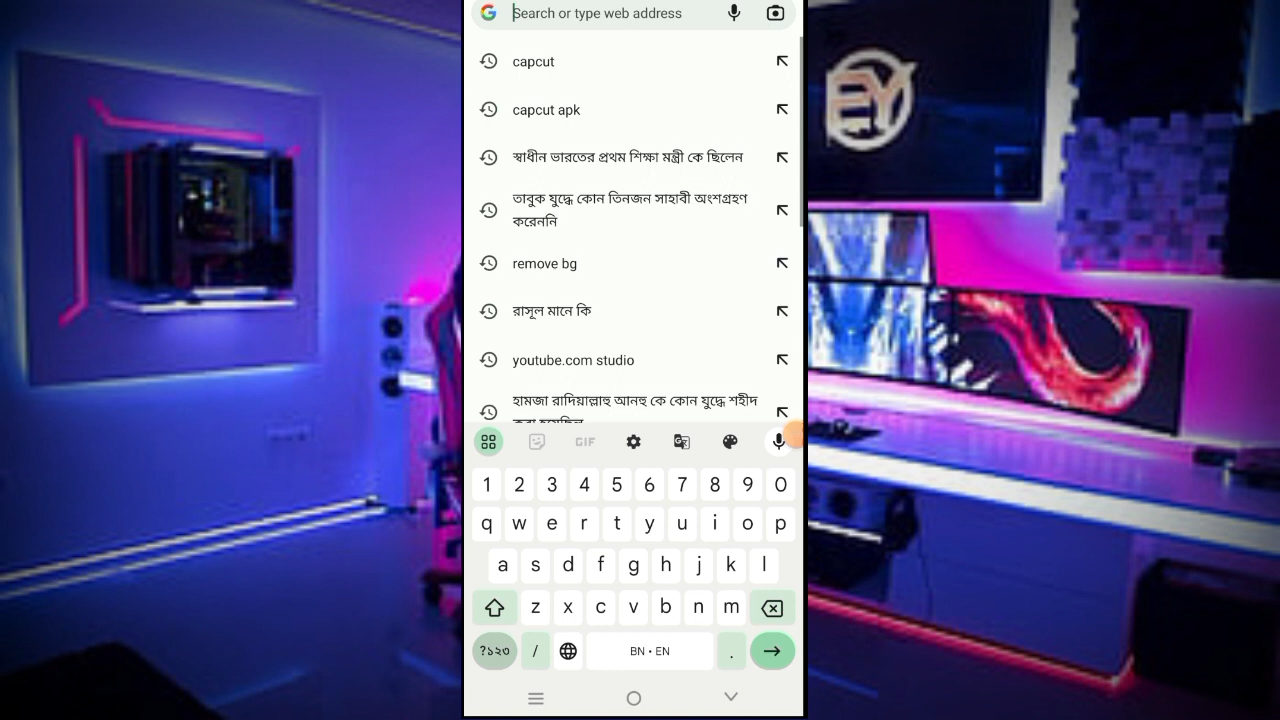 EY
Search or type web address
capcut
capcut apk
স্বাধীন ভারতের প্রথম শিক্ষা মন্ত্রী কে ছিলেন
তাবুক যুদ্ধে কোন তিনজন সাহাবী অংশগ্রহণ
করেননি
remove bg
রাসূল মানে কি
youtube.com studio
হামজা রাদিয়াল্লাহু আনহু কে কোন যুদ্ধে শহীদ
GIF
1 2 3 4 5 6 7 8 9 0
q w e r t y u i o p
a s d f g h j k l
z x c v b n m
?১২৩ / BN • EN .